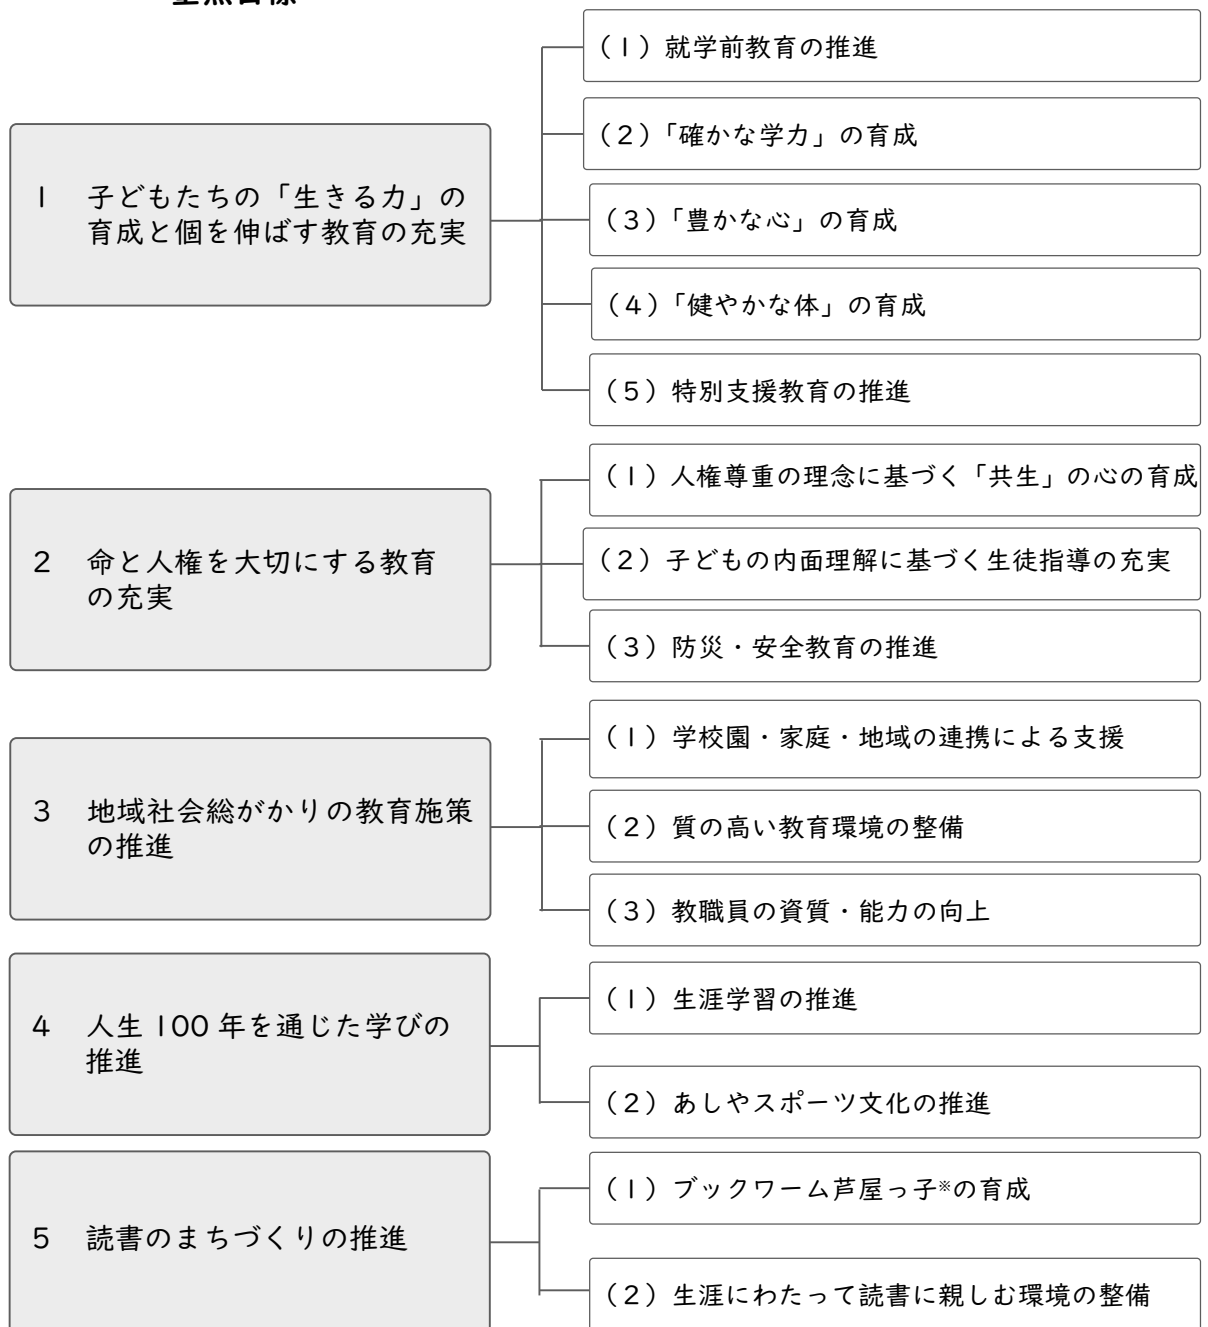 重点目標
1 子どもたちの「生きる力」の
育成と個を伸ばす教育の充実
(1)就学前教育の推進
(2)「確かな学力」の育成
(3)「豊かな心」の育成
(4)「健やかな体」の育成
(5)特別支援教育の推進
2 命と人権を大切にする教育
の充実
(1)人権尊重の理念に基づく「共生」の心の育成
(2)子どもの内面理解に基づく生徒指導の充実
(3)防災・安全教育の推進
3 地域社会総がかりの教育施策
の推進
(1)学校園・家庭・地域の連携による支援
(2)質の高い教育環境の整備
(3)教職員の資質・能力の向上
4 人生100年を通じた学びの
推進
(1)生涯学習の推進
(2)あしやスポーツ文化の推進
5 読書のまちづくりの推進
(1)ブックワーム芦屋っ子※の育成
(2)生涯にわたって読書に親しむ環境の整備